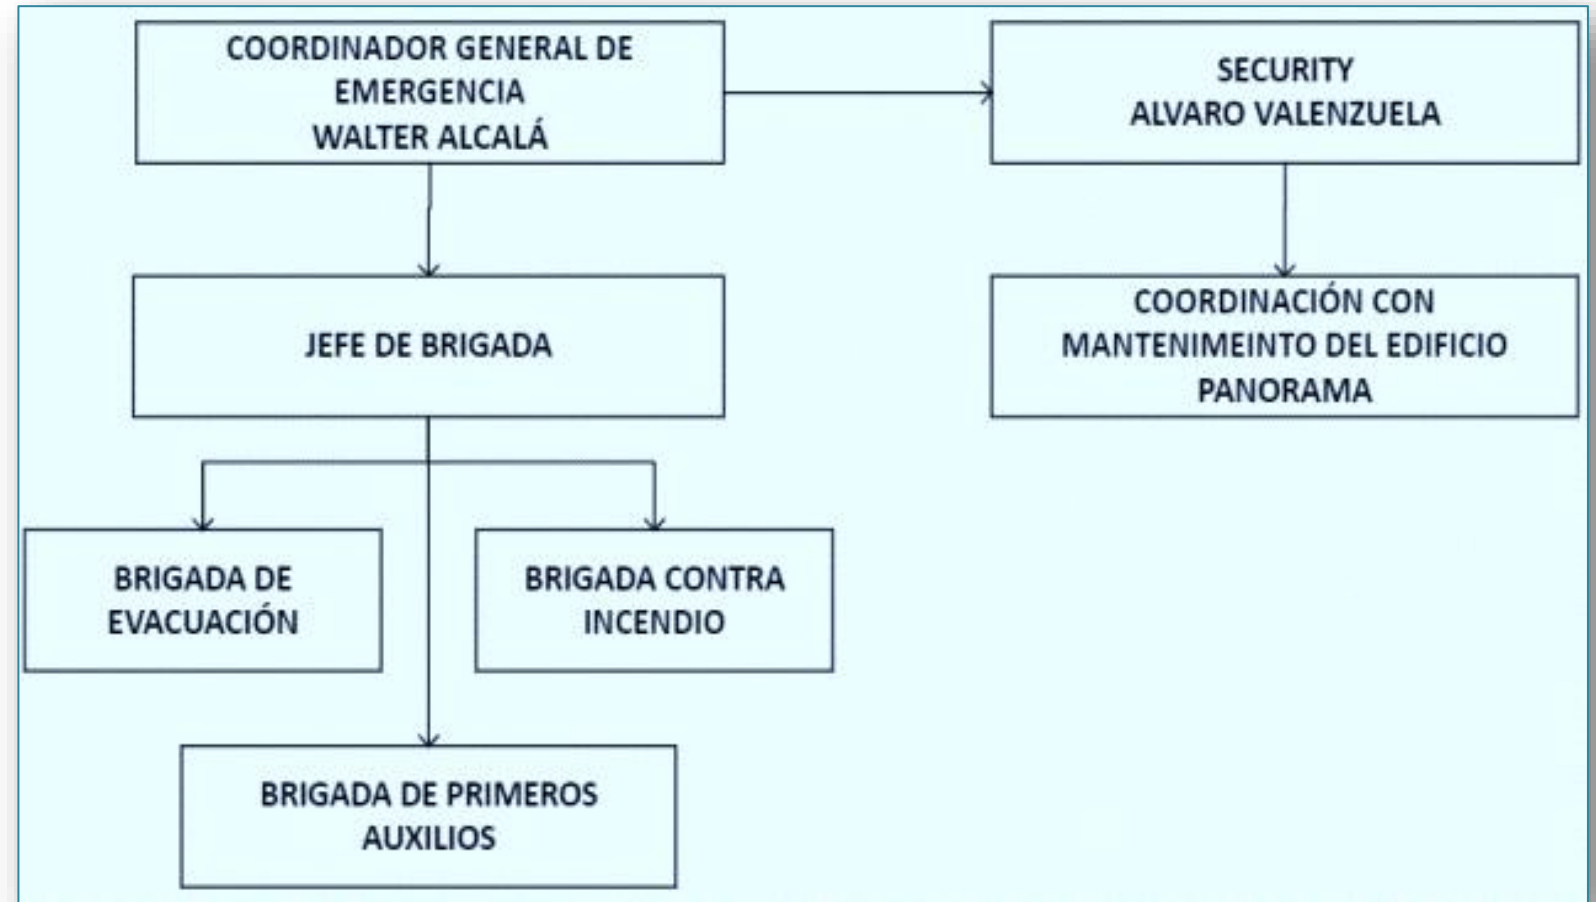 COORDINADOR GENERAL DE
EMERGENCIA
WALTER ALCALÁ
SECURITY
ALVARO VALENZUELA
JEFE DE BRIGADA
COORDINACIÓN CON
MANTENIMEINTO DEL EDIFICIO
PANORAMA
BRIGADA DE
EVACUACIÓN
BRIGADA CONTRA
INCENDIO
BRIGADA DE PRIMEROS
AUXILIOS